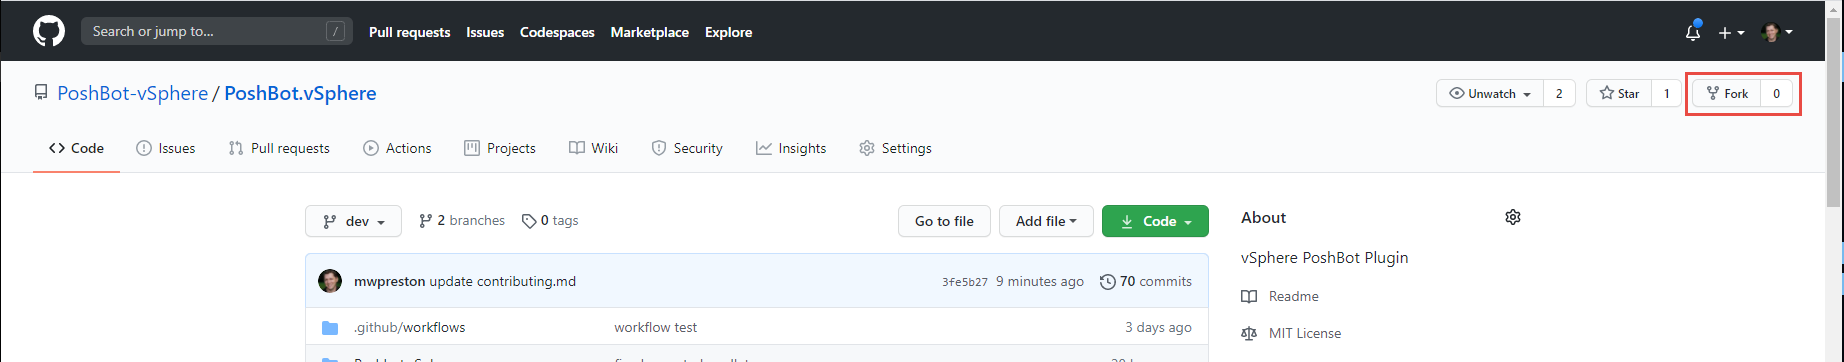 Search or jump to... / Pull requests Issues Codespaces Marketplace Explore
PoshBot-vSphere / PoshBot.vSphere Unwatch 2 Star 1 Fork 0
Code Issues Pull requests Actions Projects Wiki Security Insights Settings
dev 2 branches 0 tags Go to file Add file Code
About
vSphere PoshBot Plugin
mwpreston update contributing.md 3fe5b27 9 minutes ago 70 commits
Readme
.github/workflows workflow test 3 days ago
MIT License